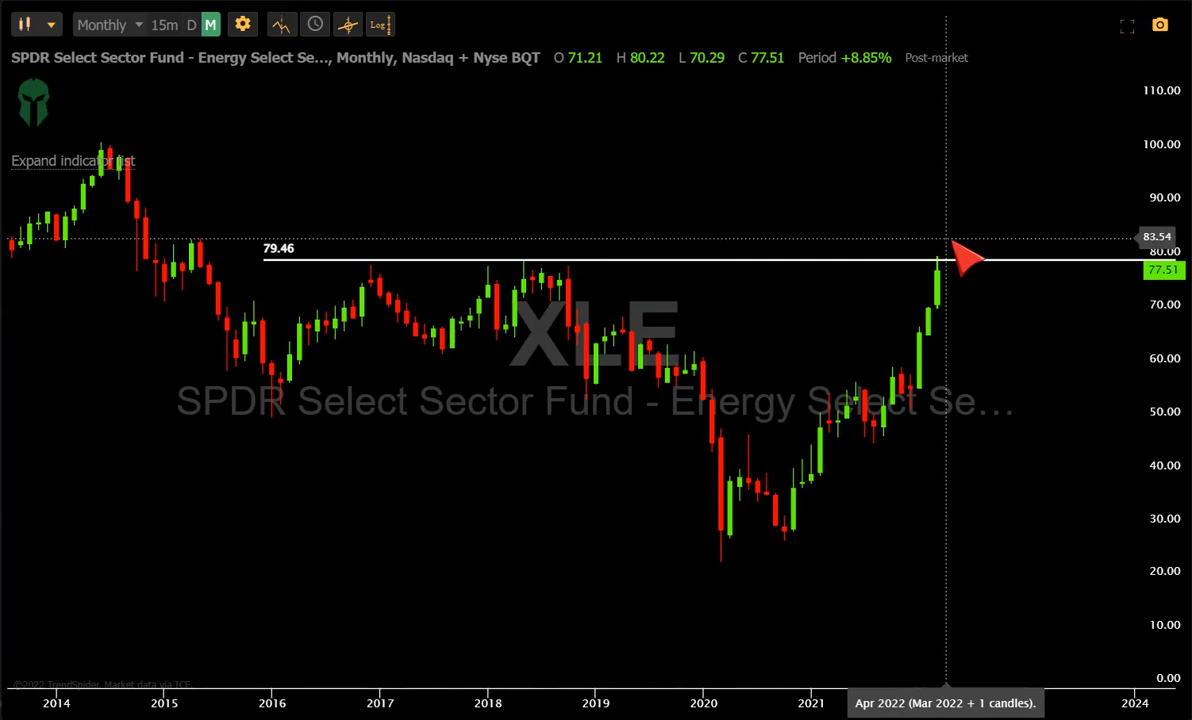 Monthly 15m D M Log
SPDR Select Sector Fund - Energy Select Se..., Monthly, Nasdaq + Nyse BQT O 71.21 H 80.22 L 70.29 C 77.51 Period +8.85% Post-market
Expand indicator list
110.00
100.00
90.00
83.54
80.00
77.51
70.00
60.00
50.00
40.00
30.00
20.00
10.00
0.00
79.46
XLE
SPDR Select Sector Fund - Energy Select Se...
©2022 TrendSpider. Market data via ICE.
2014 2015 2016 2017 2018 2019 2020 2021 Apr 2022 (Mar 2022 + 1 candles). 2024